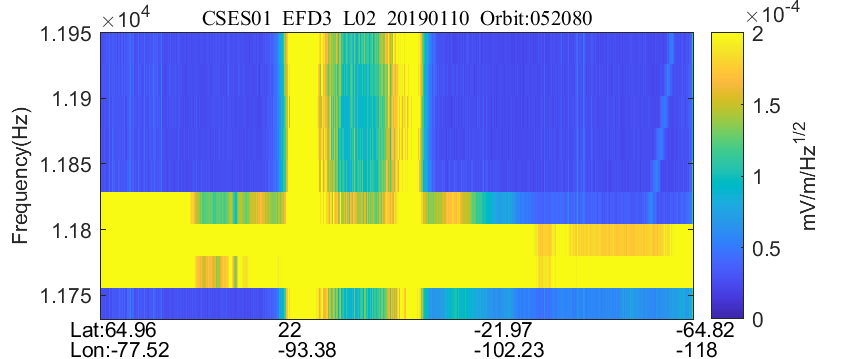 CSES01 EFD3 L02 20190110 Orbit:052080
×10⁴
×10⁻⁴
1.195
1.19
1.185
1.18
1.175
Frequency(Hz)
2
1.5
1
0.5
0
mV/m/Hz^1/2
Lat:64.96 22 -21.97 -64.82
Lon:-77.52 -93.38 -102.23 -118